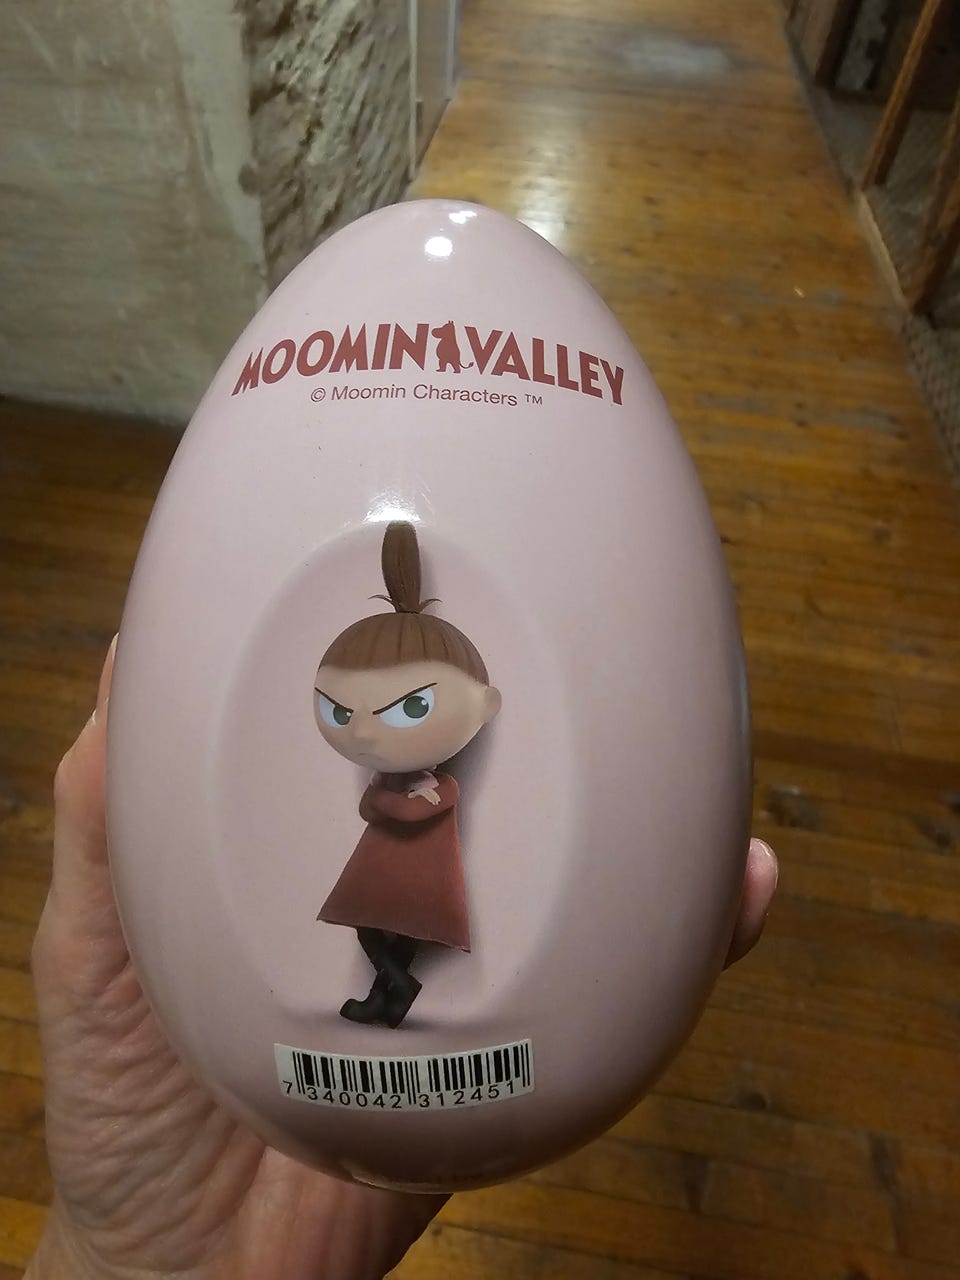 MOOMINVALLEY
© Moomin Characters ™
7 340042 312451